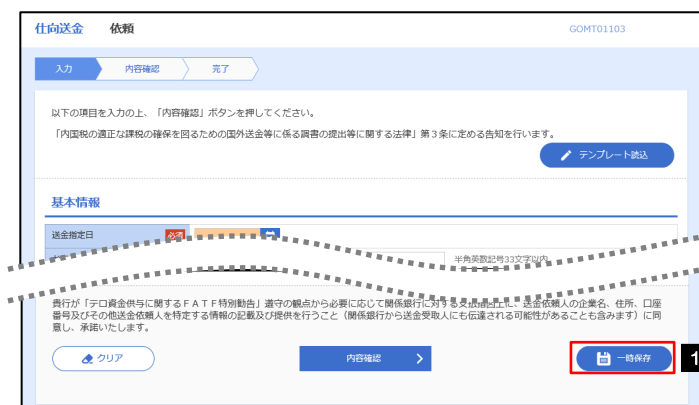 仕向送金 依頼 GOMT01103
入力 内容確認 完了
以下の項目を入力の上、「内容確認」ボタンを押してください。
「内国税の適正な課税の確保を図るための国外送金等に係る調書の提出等に関する法律」第3条に定める告知を行います。
テンプレート読込
基本情報
送金指定日 必須
半角英数記号33文字以内
貴行が「テロ資金供与に関するFATF特別勧告」遵守の観点から必要に応じて関係銀行に対する支払指図上に、送金依頼人の企業名、住所、口座
番号及びその他送金依頼人を特定する情報の記載及び提供を行うこと（関係銀行から送金受取人にも伝達される可能性があることも含みます）に同
意し、承諾いたします。
クリア 内容確認 一時保存 1